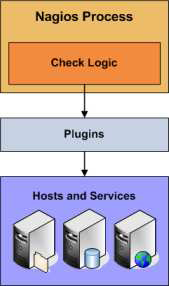 Nagios Process
Check Logic
Plugins
Hosts and Services